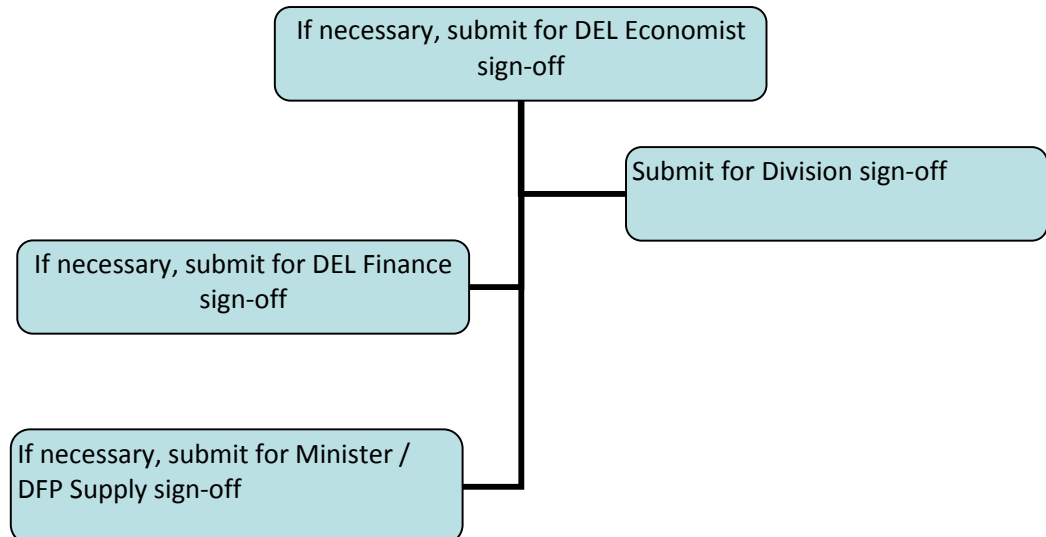 If necessary, submit for DEL Economist
sign-off
Submit for Division sign-off
If necessary, submit for DEL Finance
sign-off
If necessary, submit for Minister /
DFP Supply sign-off